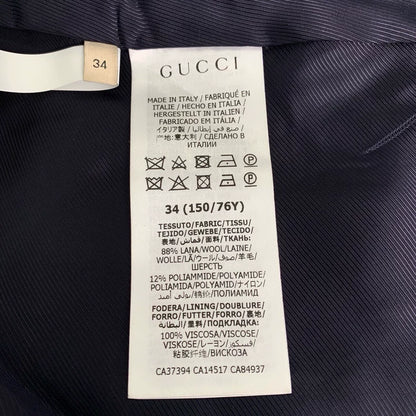 34
GUCCI
MADE IN ITALY / FABRIQUÉ EN
ITALIE / HECHO EN ITALIA /
HERGESTELLT IN ITALIEN /
FABRICADO EM ITALIA /
イタリア製 / صنع في إيطاليا /
产地:意大利 / СДЕЛАНО В
ИТАЛИИ
34 (150/76Y)
TESSUTO/FABRIC/TISSU/
TEJIDO/GEWEBE/TECIDO/
表地/قماش/面料/ТКАНЬ:
88% LANA/WOOL/LAINE/
WOLLE/LÃ/ウール/صوف/羊毛/
ШЕРСТЬ
12% POLIAMMIDE/POLYAMIDE/
POLIAMIDA/POLYAMID/ナイロン/
بولي أميد/锦纶/ПОЛИАМИД
FODERA/LINING/DOUBLURE/
FORRO/FUTTER/FORRO/裏地/
البطانة/里料/ПОДКЛАДКА:
100% VISCOSA/VISCOSE/
VISKOSE/レーヨン/فسكوز/
粘胶纤维/ВИСКОЗА
CA37394 CA14517 CA84937